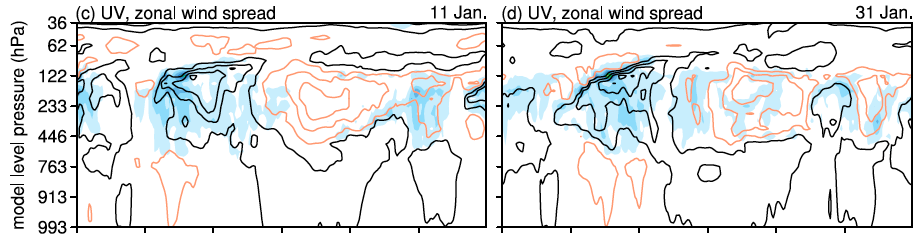 (c) UV, zonal wind spread 11 Jan.
(d) UV, zonal wind spread 31 Jan.
model level pressure (hPa)
36
62
122
233
446
763
913
993